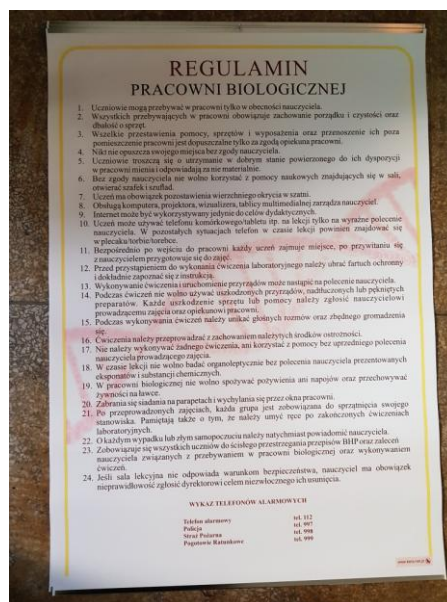 REGULAMIN
PRACOWNI BIOLOGICZNEJ
1. Uczniowie mogą przebywać w pracowni tylko w obecności nauczyciela.
2. Wszystkich przebywających w pracowni obowiązuje zachowanie porządku i czystości oraz
dbałość o sprzęt.
3. Wszelkie przestawienia pomocy, sprzętów i wyposażenia oraz przenoszenie ich poza
pomieszczenie pracowni jest dopuszczalne tylko za zgodą opiekuna pracowni.
4. Nikt nie opuszcza swojego miejsca bez zgody nauczyciela.
5. Uczniowie troszczą się o utrzymanie w dobrym stanie powierzonego do ich dyspozycji
w pracowni mienia i odpowiadają za nie materialnie.
6. Bez zgody nauczyciela nie wolno korzystać z pomocy naukowych znajdujących się w sali,
otwierać szafek i szuflad.
7. Uczeń ma obowiązek pozostawienia wierzchniego okrycia w szatni.
8. Obsługą komputera, projektora, wizualizera, tablicy multimedialnej zarządza nauczyciel.
9. Internet może być wykorzystywany jedynie do celów dydaktycznych.
10. Uczeń może używać telefonu komórkowego/tabletu itp. na lekcji tylko na wyraźne polecenie
nauczyciela. W pozostałych sytuacjach telefon w czasie lekcji powinien znajdować się
w plecaku/torbie/torebce.
11. Bezpośrednio po wejściu do pracowni każdy uczeń zajmuje miejsce, po przywitaniu się
z nauczycielem przygotowuje się do zajęć.
12. Przed przystąpieniem do wykonania ćwiczenia laboratoryjnego należy ubrać fartuch ochronny
i dokładnie zapoznać się z instrukcją.
13. Wykonywanie ćwiczenia i uruchomienie przyrządów może nastąpić na polecenie nauczyciela.
14. Podczas ćwiczeń nie wolno używać uszkodzonych przyrządów, nadtłuczonych lub pękniętych
preparatów. Każde uszkodzenie sprzętu lub pomocy należy zgłosić nauczycielowi
prowadzącemu zajęcia oraz opiekunowi pracowni.
15. Podczas wykonywania ćwiczeń należy unikać głośnych rozmów oraz zbędnego gromadzenia
się.
16. Ćwiczenia należy przeprowadzać z zachowaniem należytych środków ostrożności.
17. Nie należy wykonywać żadnego ćwiczenia, ani korzystać z pomocy bez uprzedniego polecenia
nauczyciela prowadzącego zajęcia.
18. W czasie lekcji nie wolno badać organoleptycznie bez polecenia nauczyciela prezentowanych
eksponatów i substancji chemicznych.
19. W pracowni biologicznej nie wolno spożywać pożywienia ani napojów oraz przechowywać
żywności na ławce.
20. Zabrania się siadania na parapetach i wychylania się przez okna pracowni.
21. Po przeprowadzonych zajęciach, każda grupa jest zobowiązana do sprzątnięcia swojego
stanowiska. Pamiętaj także o tym, że należy umyć ręce po zakończonych ćwiczeniach
laboratoryjnych.
22. O każdym wypadku lub złym samopoczuciu należy natychmiast powiadomić nauczyciela.
23. Zobowiązuje się wszystkich uczniów do ścisłego przestrzegania przepisów BHP oraz zaleceń
nauczyciela związanych z przebywaniem w pracowni biologicznej oraz wykonywaniem
ćwiczeń.
24. Jeśli sala lekcyjna nie odpowiada warunkom bezpieczeństwa, nauczyciel ma obowiązek
nieprawidłowość zgłosić dyrektorowi celem niezwłocznego ich usunięcia.
WYKAZ TELEFONÓW ALARMOWYCH
Telefon alarmowy tel. 112
Policja tel. 997
Straż Pożarna tel. 998
Pogotowie Ratunkowe tel. 999